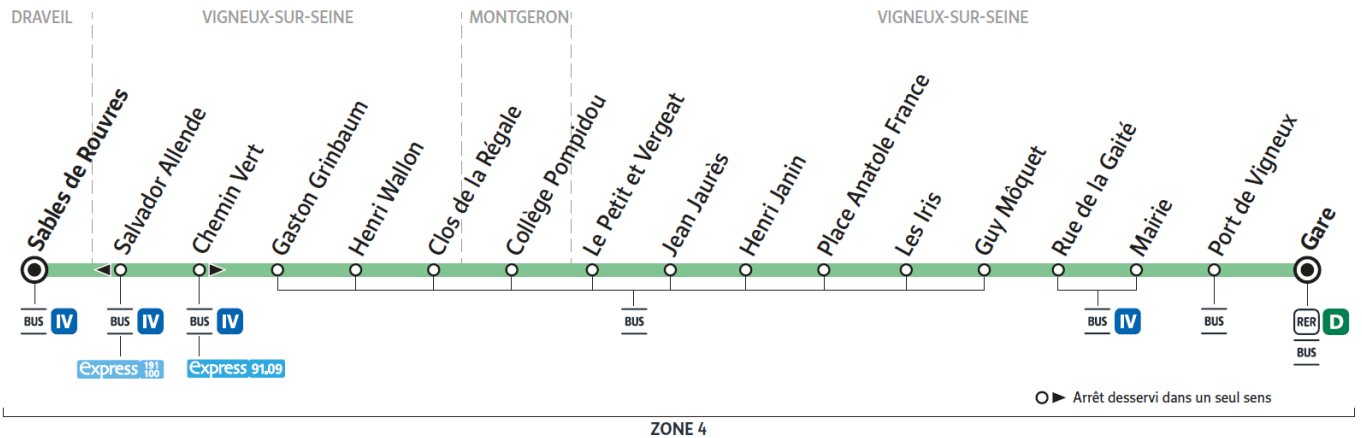 DRAVEIL
VIGNEUX-SUR-SEINE
MONTGERON
VIGNEUX-SUR-SEINE
Sables de Rouvres
Salvador Allende
Chemin Vert
Gaston Grinbaum
Henri Wallon
Clos de la Régale
Collège Pompidou
Le Petit et Vergeat
Jean Jaurès
Henri Janin
Place Anatole France
Les Iris
Guy Môquet
Rue de la Gaité
Mairie
Port de Vigneux
Gare
BUS IV
BUS IV
BUS IV
BUS
BUS IV
BUS
RER D
BUS
express 191 100
express 91.09
Arrêt desservi dans un seul sens
ZONE 4